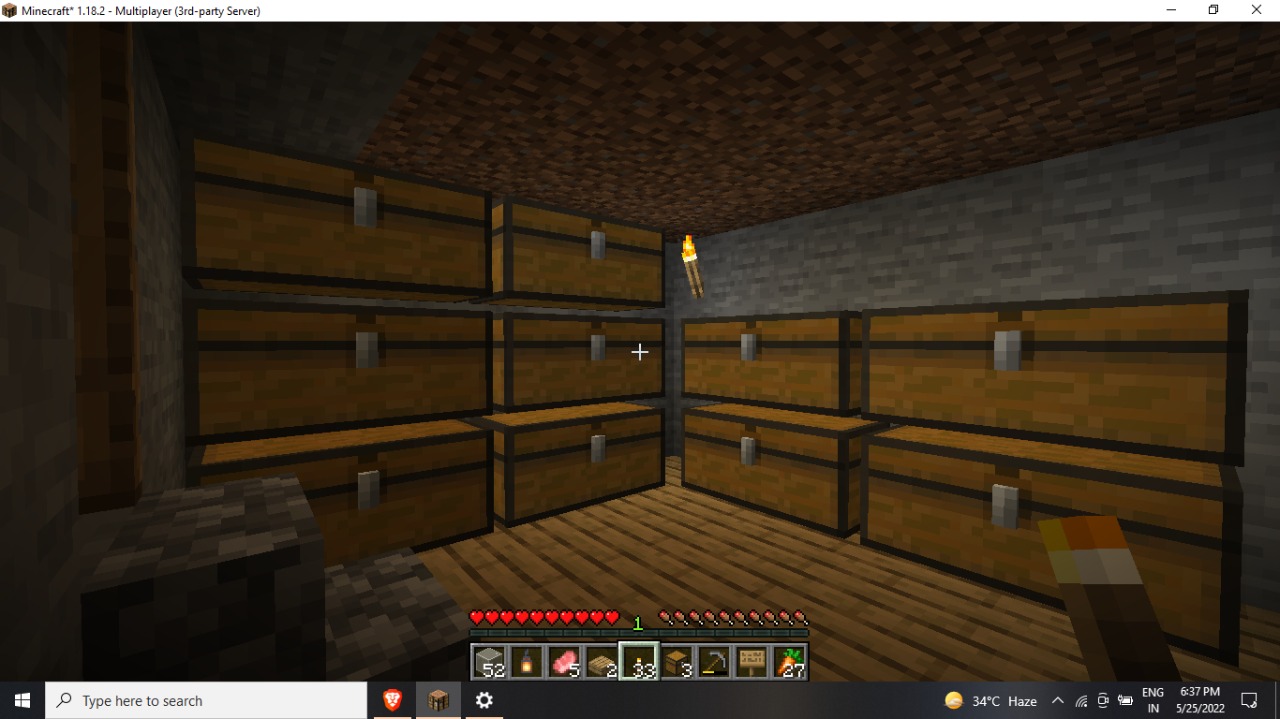 Minecraft* 1.18.2 - Multiplayer (3rd-party Server)
1
52
5
2
33
3
27
Type here to search
34°C Haze
ENG
IN
6:37 PM
5/25/2022